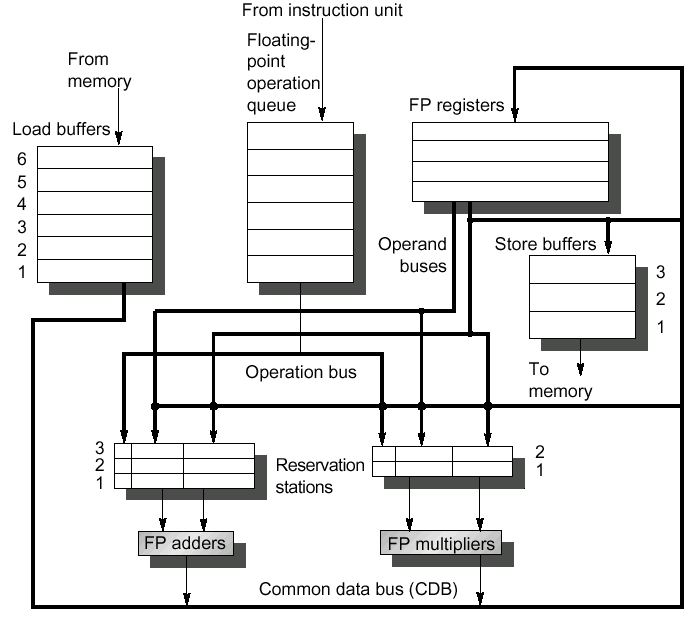 From instruction unit
Floating-
point
operation
queue
From
memory
Load buffers
6
5
4
3
2
1
FP registers
Operand
buses
Store buffers
3
2
1
To
memory
Operation bus
3
2
1
Reservation
stations
2
1
FP adders
FP multipliers
Common data bus (CDB)